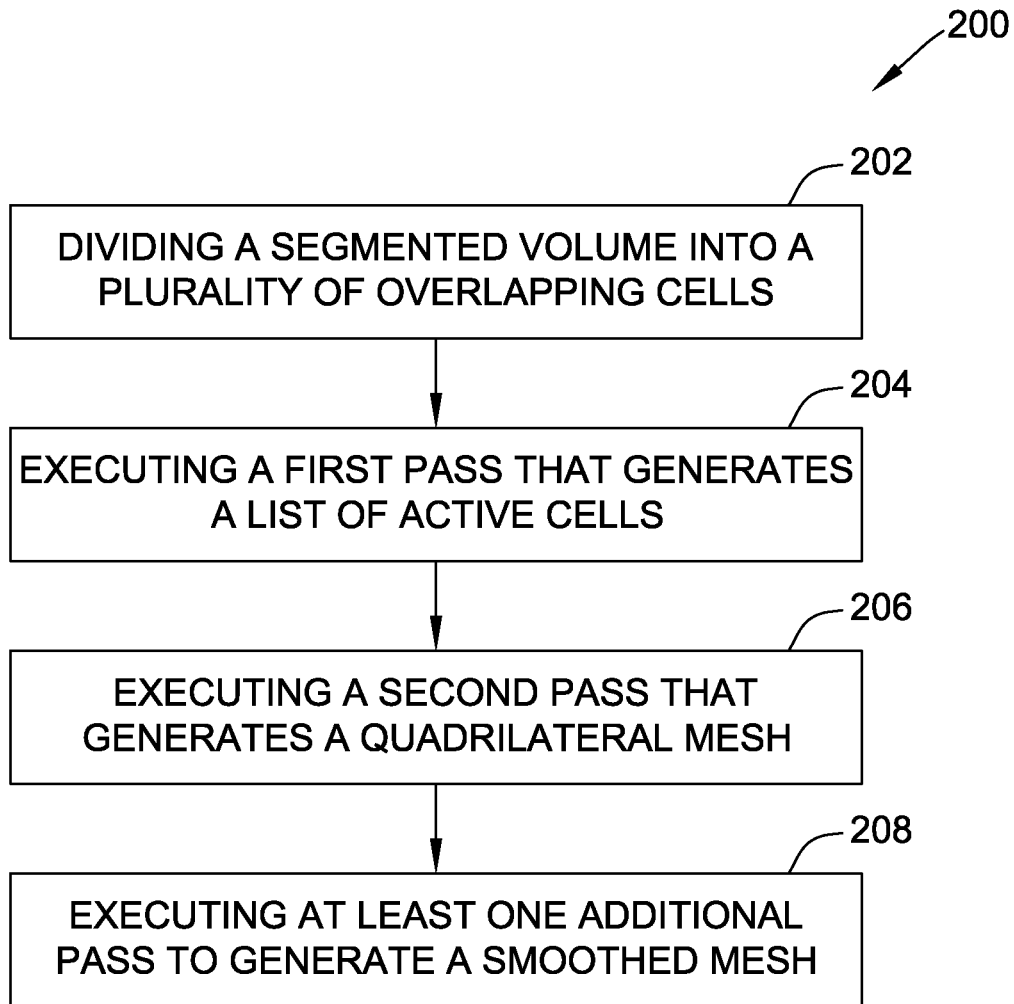 200
202
DIVIDING A SEGMENTED VOLUME INTO A
PLURALITY OF OVERLAPPING CELLS
204
EXECUTING A FIRST PASS THAT GENERATES
A LIST OF ACTIVE CELLS
206
EXECUTING A SECOND PASS THAT
GENERATES A QUADRILATERAL MESH
208
EXECUTING AT LEAST ONE ADDITIONAL
PASS TO GENERATE A SMOOTHED MESH